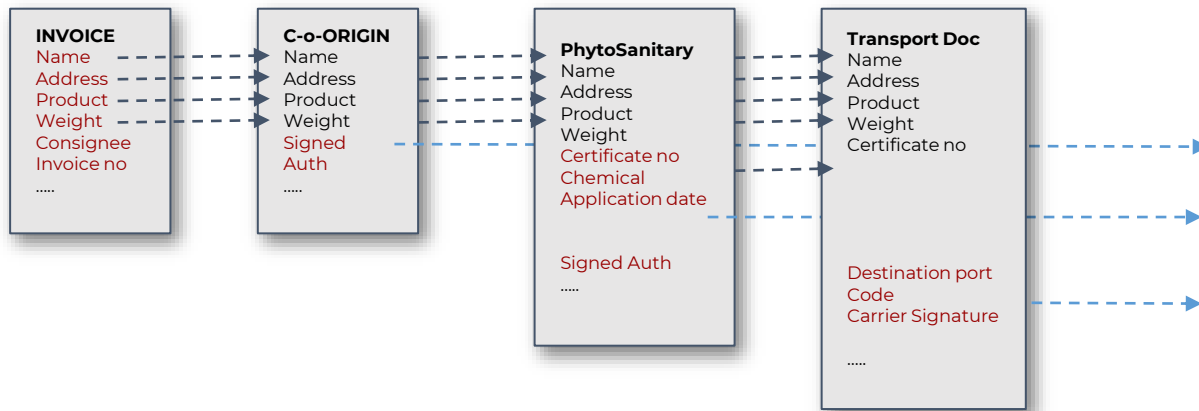 INVOICE
Name
Address
Product
Weight
Consignee
Invoice no
.....
C-o-ORIGIN
Name
Address
Product
Weight
Signed
Auth
.....
PhytoSanitary
Name
Address
Product
Weight
Certificate no
Chemical
Application date
Signed Auth
.....
Transport Doc
Name
Address
Product
Weight
Certificate no
Destination port
Code
Carrier Signature
.....